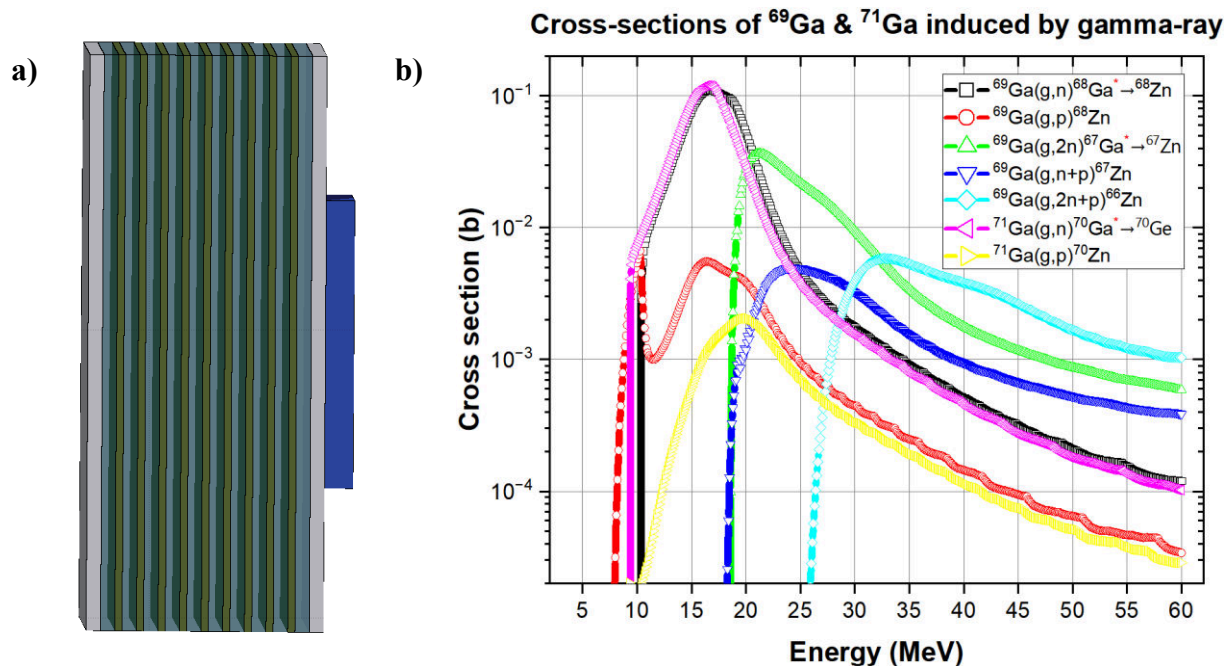 a)
b)
Cross-sections of ⁶⁹Ga & ⁷¹Ga induced by gamma-ray
Cross section (b)
10⁻¹
10⁻²
10⁻³
10⁻⁴
⁶⁹Ga(g,n)⁶⁸Ga*→⁶⁸Zn
⁶⁹Ga(g,p)⁶⁸Zn
⁶⁹Ga(g,2n)⁶⁷Ga*→⁶⁷Zn
⁶⁹Ga(g,n+p)⁶⁷Zn
⁶⁹Ga(g,2n+p)⁶⁶Zn
⁷¹Ga(g,n)⁷⁰Ga*→⁷⁰Ge
⁷¹Ga(g,p)⁷⁰Zn
5 10 15 20 25 30 35 40 45 50 55 60
Energy (MeV)